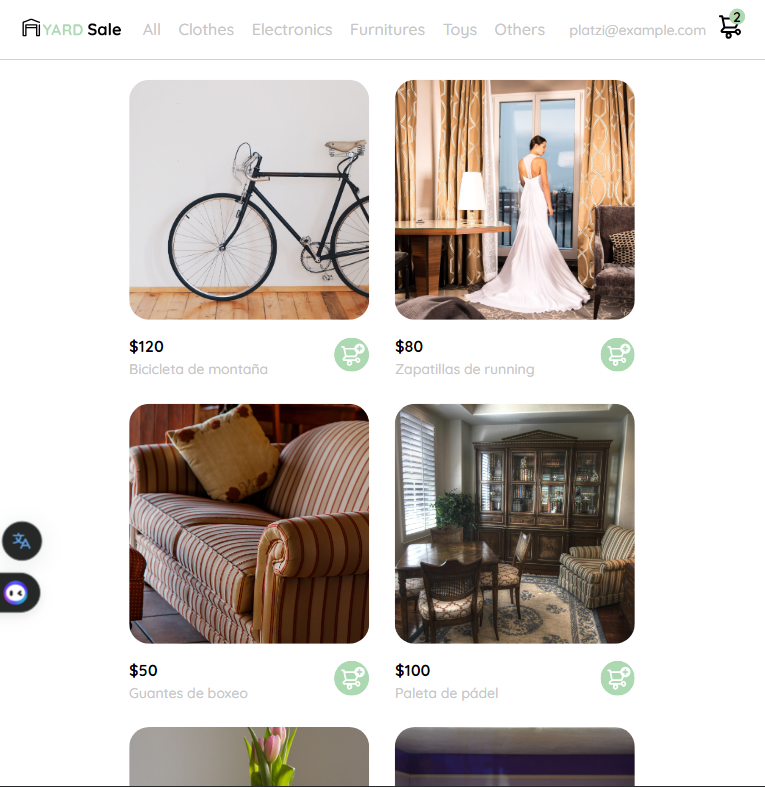 YARD Sale All Clothes Electronics Furnitures Toys Others platzi@example.com 2
$120
Bicicleta de montaña
$80
Zapatillas de running
$50
Guantes de boxeo
$100
Paleta de pádel